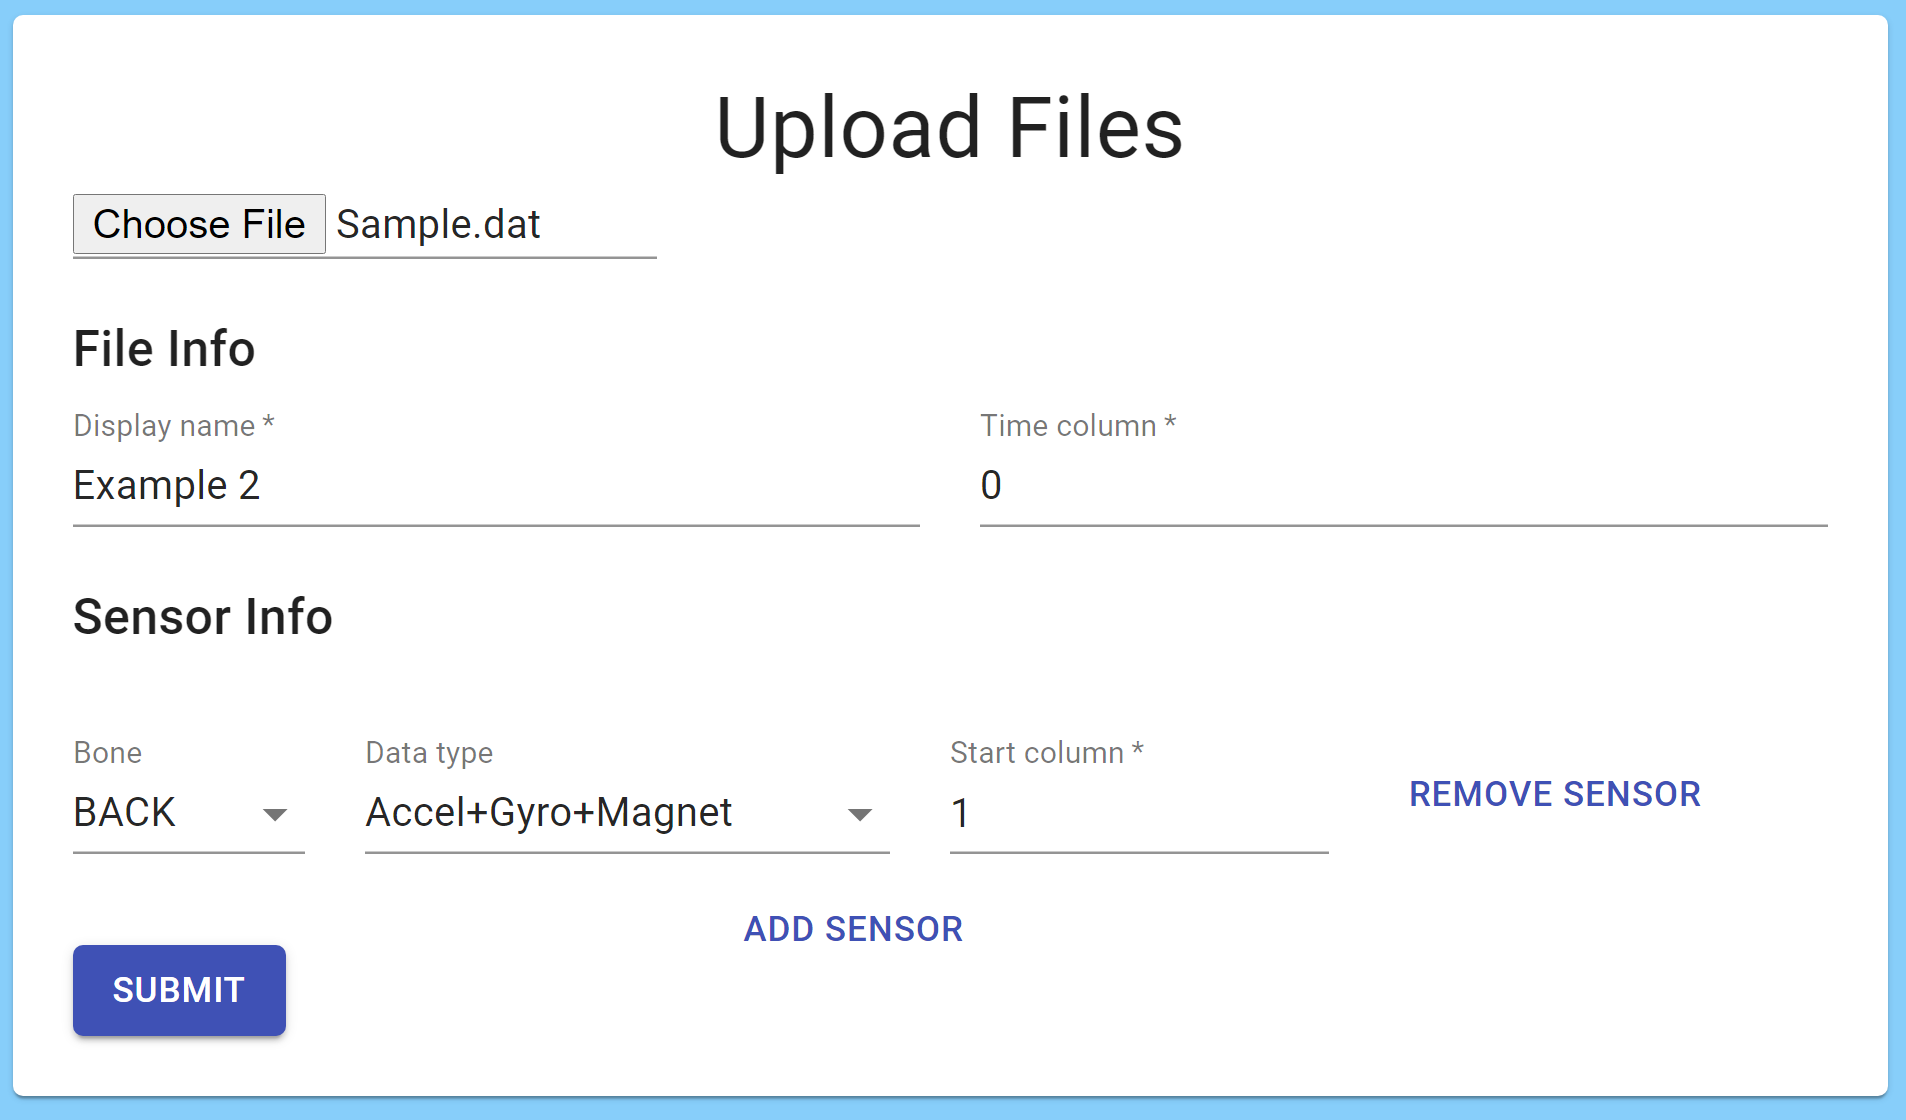 Upload Files
Choose File Sample.dat
File Info
Display name * Time column *
Example 2 0
Sensor Info
Bone Data type Start column *
BACK Accel+Gyro+Magnet 1 REMOVE SENSOR
ADD SENSOR
SUBMIT